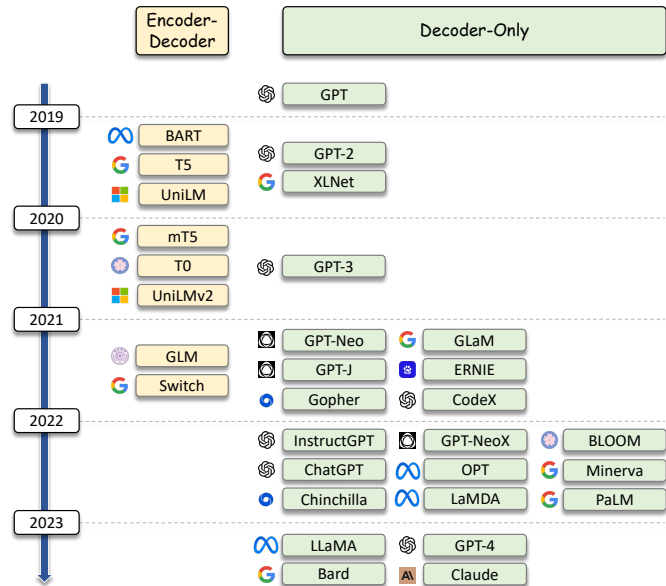 Encoder-
Decoder
Decoder-Only
GPT
2019
BART
T5
UniLM
GPT-2
XLNet
2020
mT5
T0
UniLMv2
GPT-3
2021
GLM
Switch
GPT-Neo
GLaM
GPT-J
ERNIE
Gopher
CodeX
2022
InstructGPT
GPT-NeoX
BLOOM
ChatGPT
OPT
Minerva
Chinchilla
LaMDA
PaLM
2023
LLaMA
GPT-4
Bard
Claude